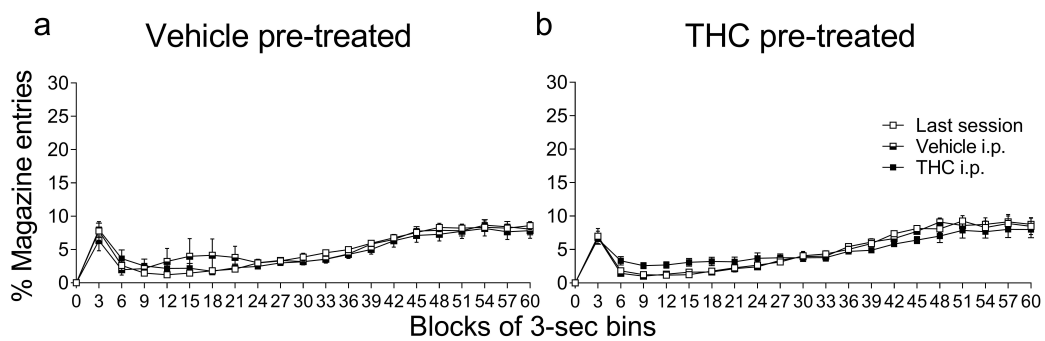 a
Vehicle pre-treated
b
THC pre-treated
% Magazine entries
30
25
20
15
10
5
0
0 3 6 9 12 15 18 21 24 27 30 33 36 39 42 45 48 51 54 57 60
30
25
20
15
10
5
0
0 3 6 9 12 15 18 21 24 27 30 33 36 39 42 45 48 51 54 57 60
Last session
Vehicle i.p.
THC i.p.
Blocks of 3-sec bins